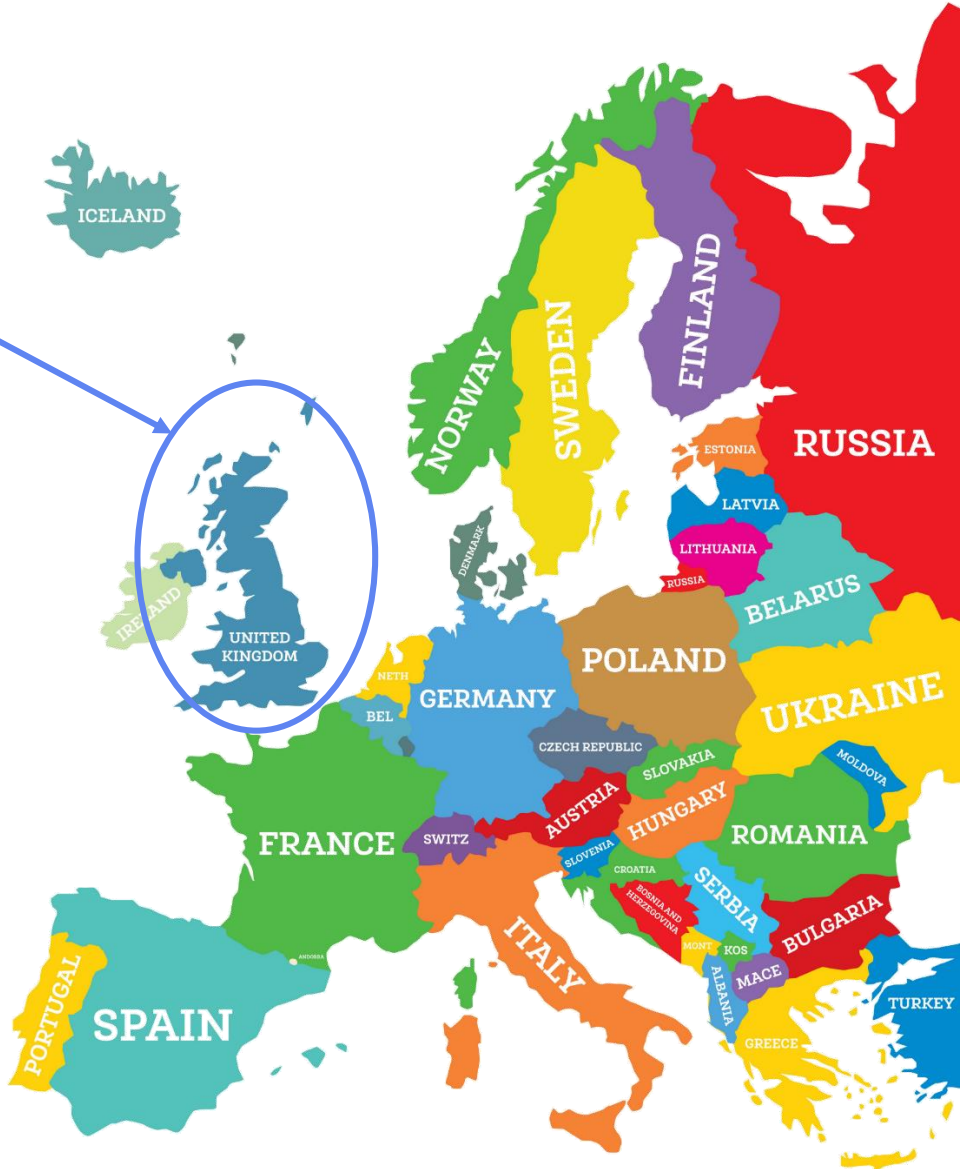 ICELAND
FINLAND
SWEDEN
NORWAY
RUSSIA
ESTONIA
LATVIA
DENMARK
LITHUANIA
RUSSIA
BELARUS
IRELAND
UNITED
KINGDOM
POLAND
NETH
GERMANY
UKRAINE
BEL
CZECH REPUBLIC
SLOVAKIA
MOLDOVA
AUSTRIA
HUNGARY
FRANCE
SWITZ
ROMANIA
SLOVENIA
CROATIA
SERBIA
BOSNIA AND
HERZEGOVINA
BULGARIA
ITALY
MONT
KOS
ANDORRA
MACE
ALBANIA
PORTUGAL
SPAIN
TURKEY
GREECE